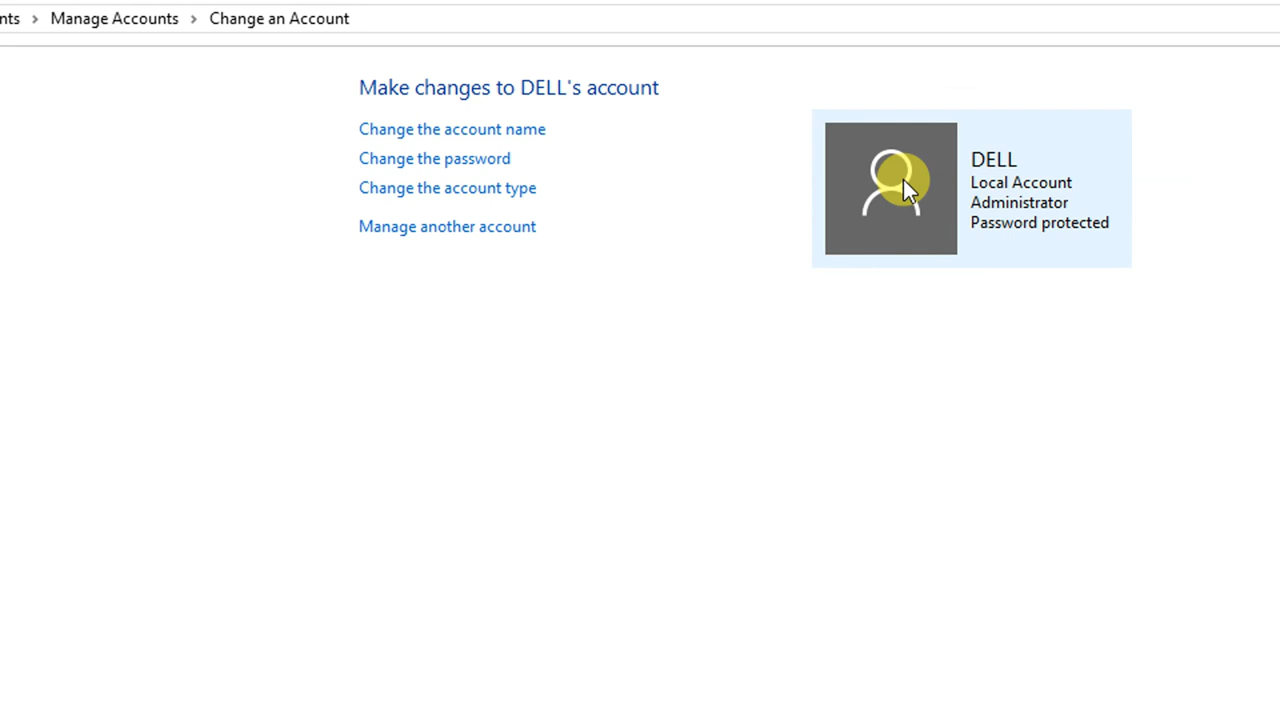 nts > Manage Accounts > Change an Account
Make changes to DELL's account
Change the account name
Change the password
Change the account type
Manage another account
DELL
Local Account
Administrator
Password protected